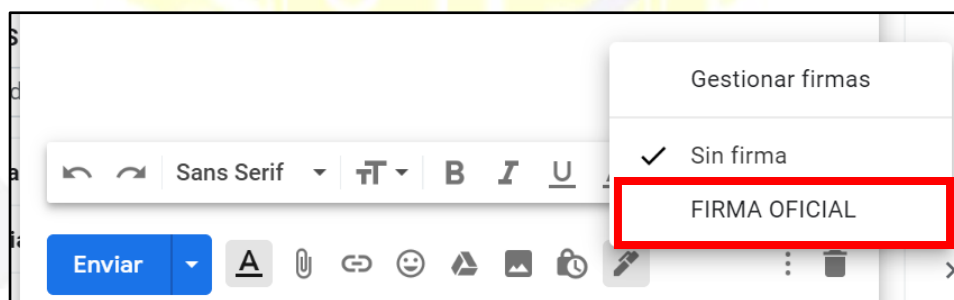 Gestionar firmas
Sin firma
Sans Serif B I U
FIRMA OFICIAL
Enviar A